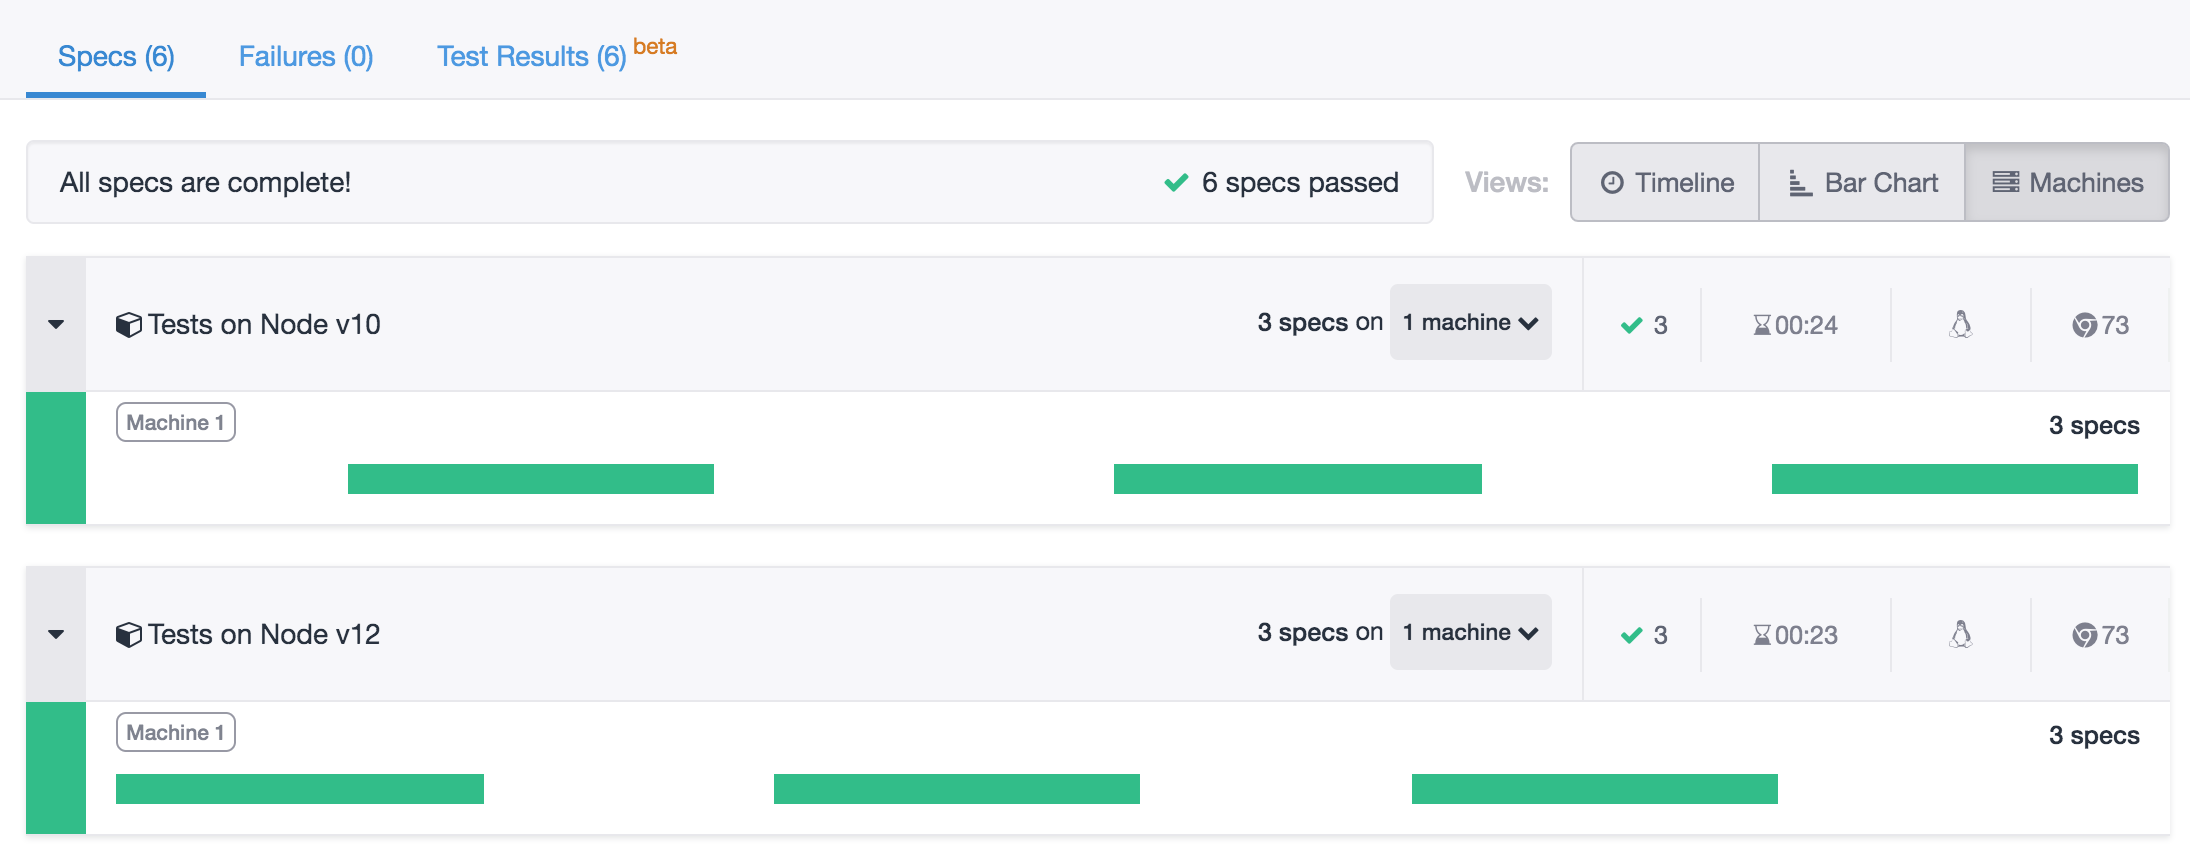 Specs (6) Failures (0) Test Results (6) beta
All specs are complete! 6 specs passed Views: Timeline Bar Chart Machines
Tests on Node v10 3 specs on 1 machine 3 00:24 73
Machine 1 3 specs
Tests on Node v12 3 specs on 1 machine 3 00:23 73
Machine 1 3 specs